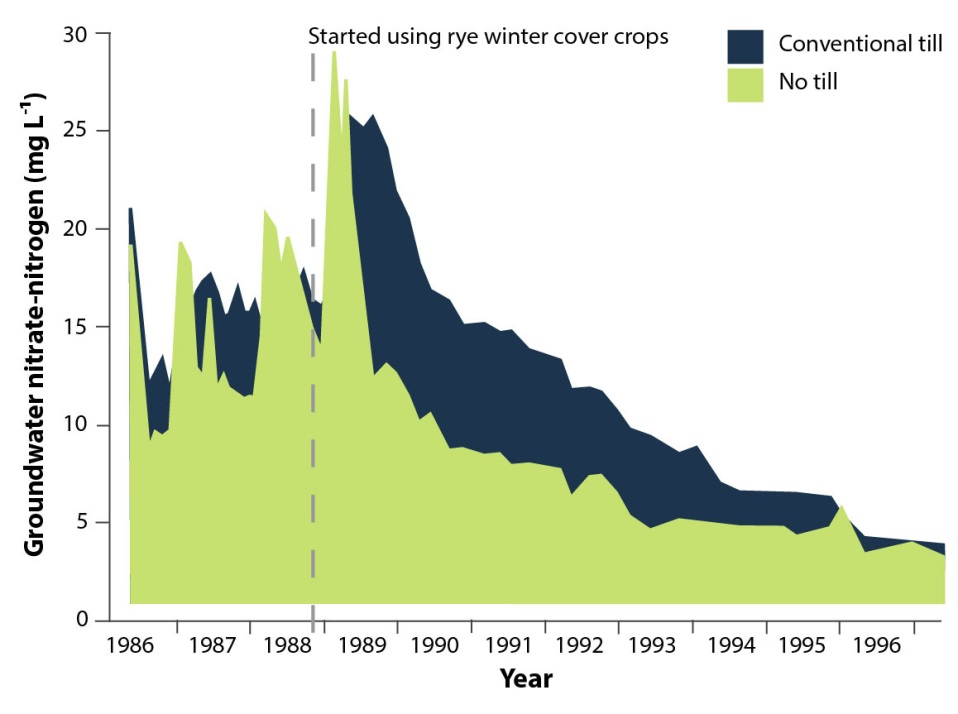 Started using rye winter cover crops
Conventional till
No till
Groundwater nitrate-nitrogen (mg L⁻¹)
30
25
20
15
10
5
0
1986 1987 1988 1989 1990 1991 1992 1993 1994 1995 1996
Year